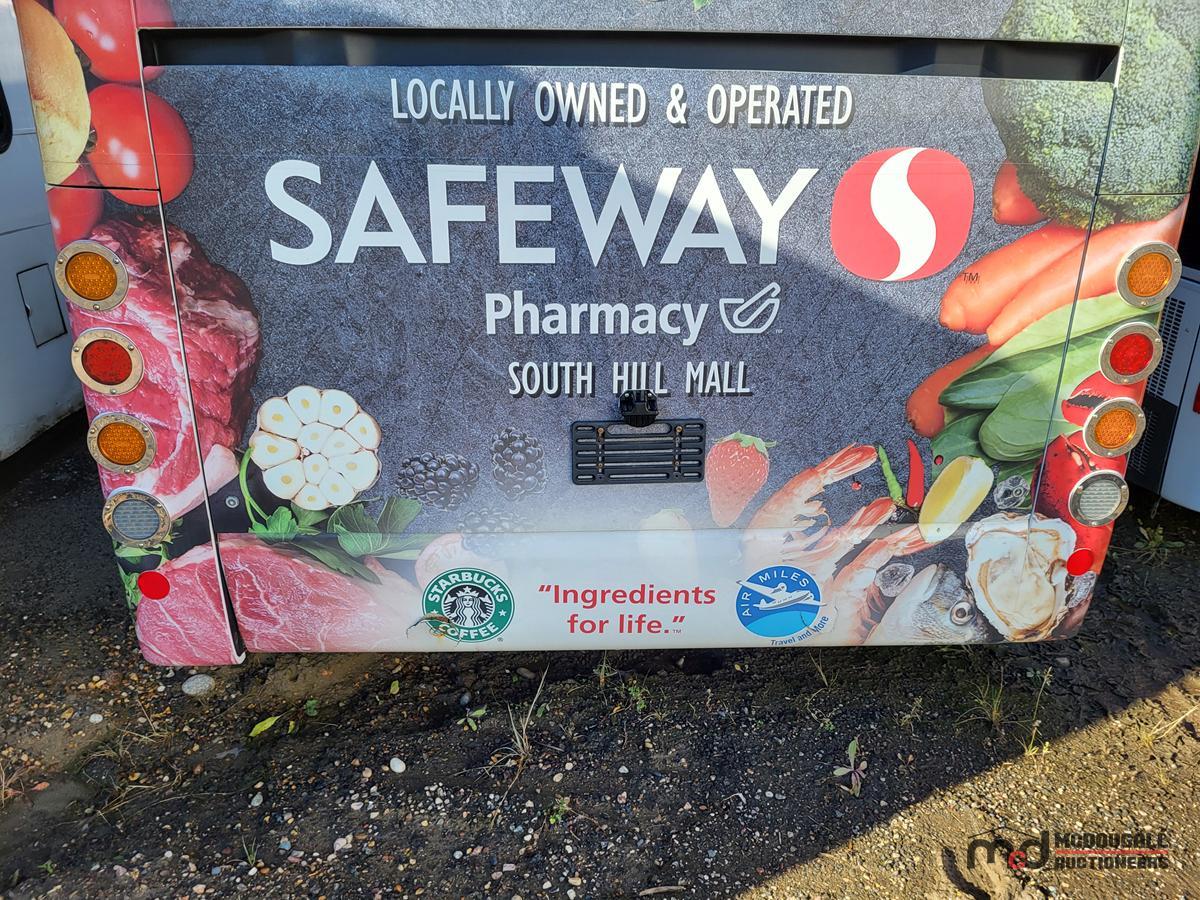 LOCALLY OWNED & OPERATED
SAFEWAY
TM
Pharmacy
SOUTH HILL MALL
STARBUCKS
COFFEE
®
"Ingredients
for life."™
AIR MILES
Travel and More
MCDOUGALL
AUCTIONEERS